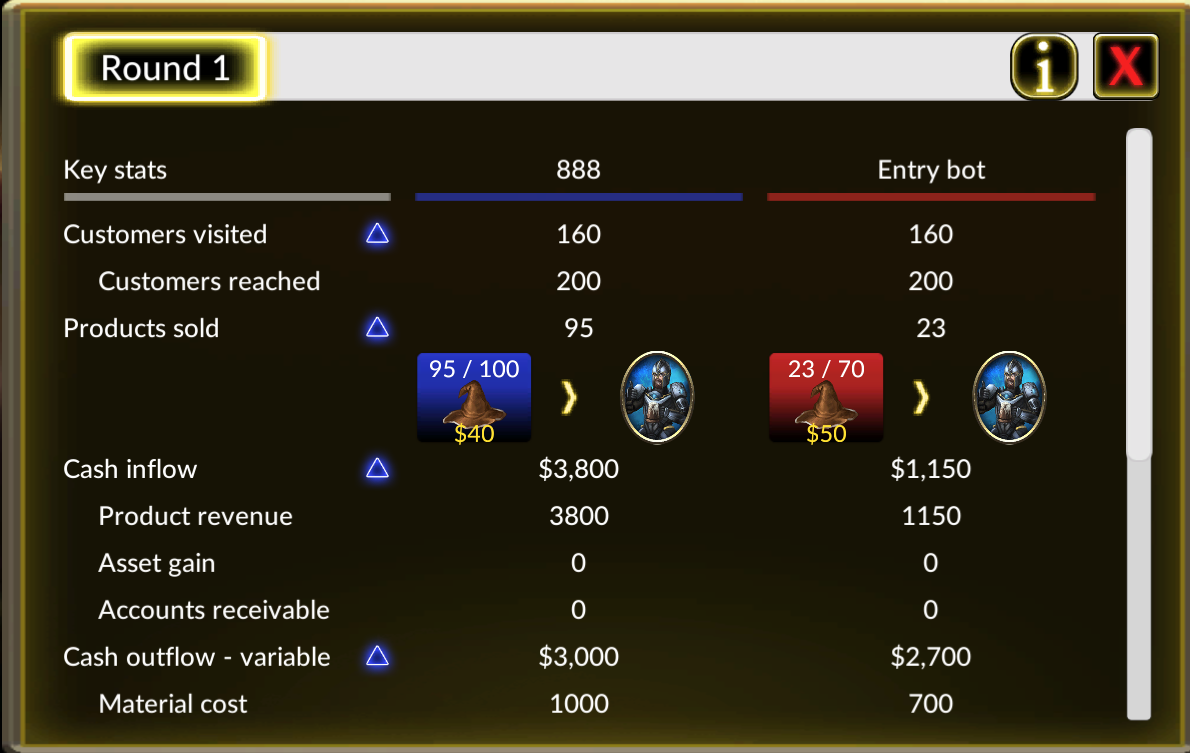 Round 1
i X
Key stats 888 Entry bot
Customers visited 160 160
Customers reached 200 200
Products sold 95 23
95 / 100 23 / 70
$40 $50
Cash inflow $3,800 $1,150
Product revenue 3800 1150
Asset gain 0 0
Accounts receivable 0 0
Cash outflow - variable $3,000 $2,700
Material cost 1000 700